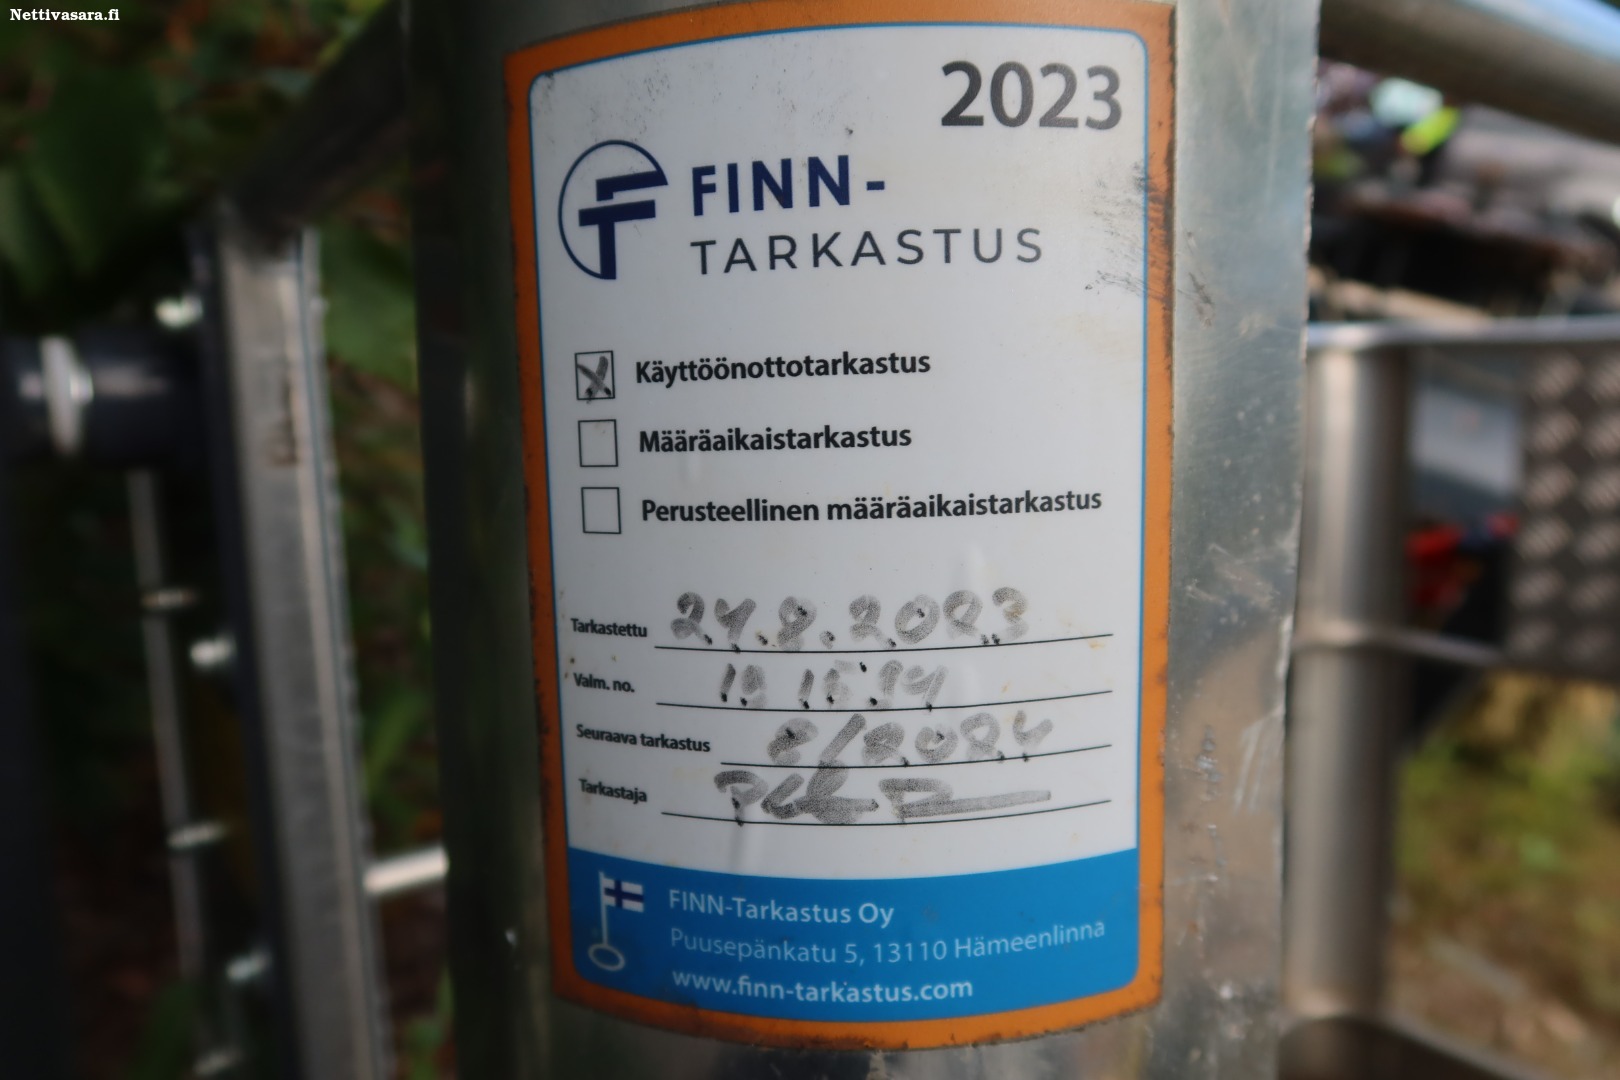 Nettivasara.fi
2023
FINN-
TARKASTUS
Käyttöönottotarkastus
Määräaikaistarkastus
Perusteellinen määräaikaistarkastus
Tarkastettu 24.8.2023
Valm. no.
Seuraava tarkastus 8/2024
Tarkastaja
FINN-Tarkastus Oy
Puusepänkatu 5, 13110 Hämeenlinna
www.finn-tarkastus.com